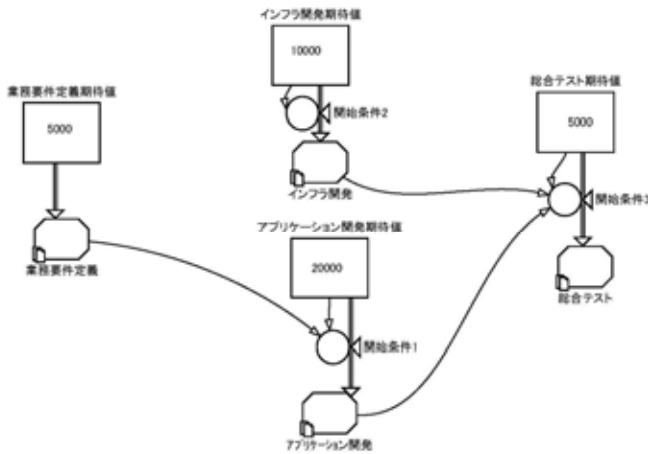 インフラ開発期待値
10000
開始条件2
インフラ開発
業務要件定義期待値
5000
業務要件定義
総合テスト期待値
5000
開始条件3
総合テスト
アプリケーション開発期待値
20000
開始条件1
アプリケーション開発